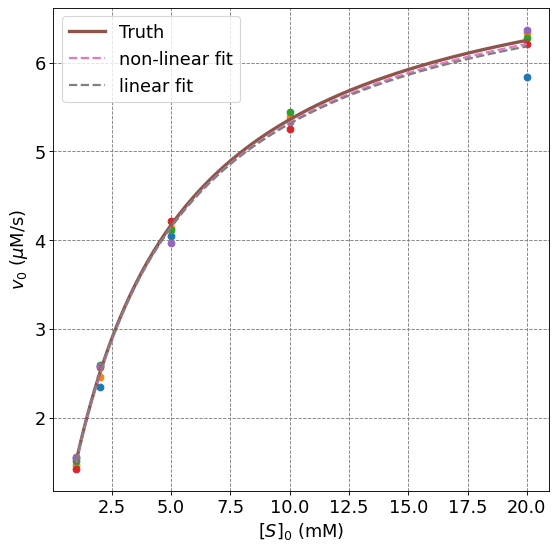 Truth
non-linear fit
linear fit
6
5
4
3
2
v₀ (μM/s)
2.5 5.0 7.5 10.0 12.5 15.0 17.5 20.0
[S]₀ (mM)